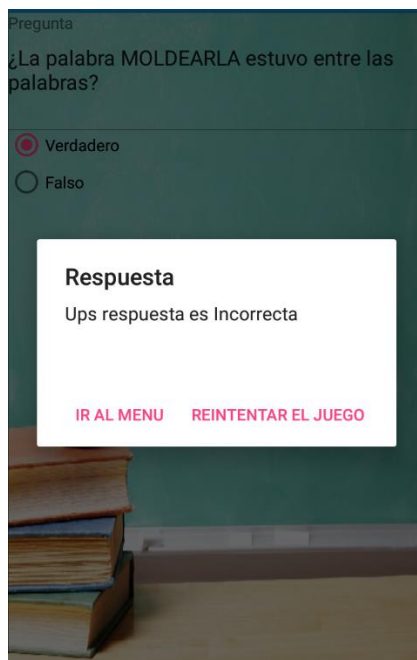 Pregunta
¿La palabra MOLDEARLA estuvo entre las
palabras?
Verdadero
Falso
Respuesta
Ups respuesta es Incorrecta
IR AL MENU REINTENTAR EL JUEGO